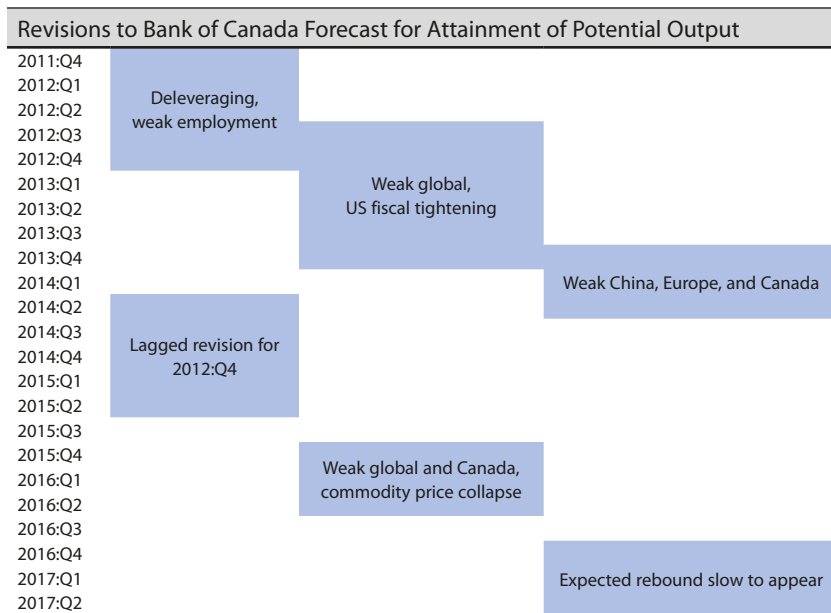 Revisions to Bank of Canada Forecast for Attainment of Potential Output
2011:Q4
2012:Q1
2012:Q2
2012:Q3
2012:Q4
2013:Q1
2013:Q2
2013:Q3
2013:Q4
2014:Q1
2014:Q2
2014:Q3
2014:Q4
2015:Q1
2015:Q2
2015:Q3
2015:Q4
2016:Q1
2016:Q2
2016:Q3
2016:Q4
2017:Q1
2017:Q2
Deleveraging,
weak employment
Weak global,
US fiscal tightening
Weak China, Europe, and Canada
Lagged revision for
2012:Q4
Weak global and Canada,
commodity price collapse
Expected rebound slow to appear